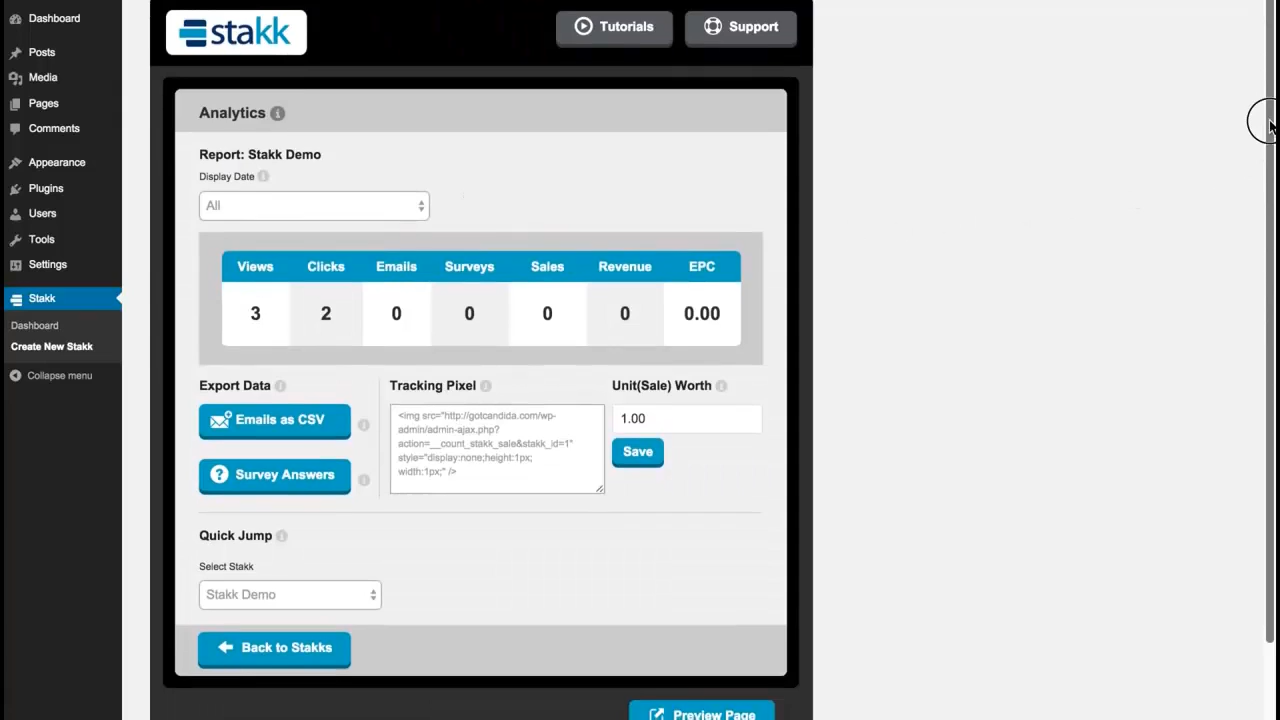 Dashboard
Posts
Media
Pages
Comments
Appearance
Plugins
Users
Tools
Settings
Stakk
Dashboard
Create New Stakk
Collapse menu
stakk
Tutorials
Support
Analytics
Report: Stakk Demo
Display Date
All
Views Clicks Emails Surveys Sales Revenue EPC
3 2 0 0 0 0 0.00
Export Data
Emails as CSV
Survey Answers
Tracking Pixel
<img src="http://gotcandida.com/wp-
admin/admin-ajax.php?
action=__count_stakk_sale&stakk_id=1"
style="display:none;height:1px;
width:1px;" />
Unit(Sale) Worth
1.00
Save
Quick Jump
Select Stakk
Stakk Demo
Back to Stakks
Preview Page